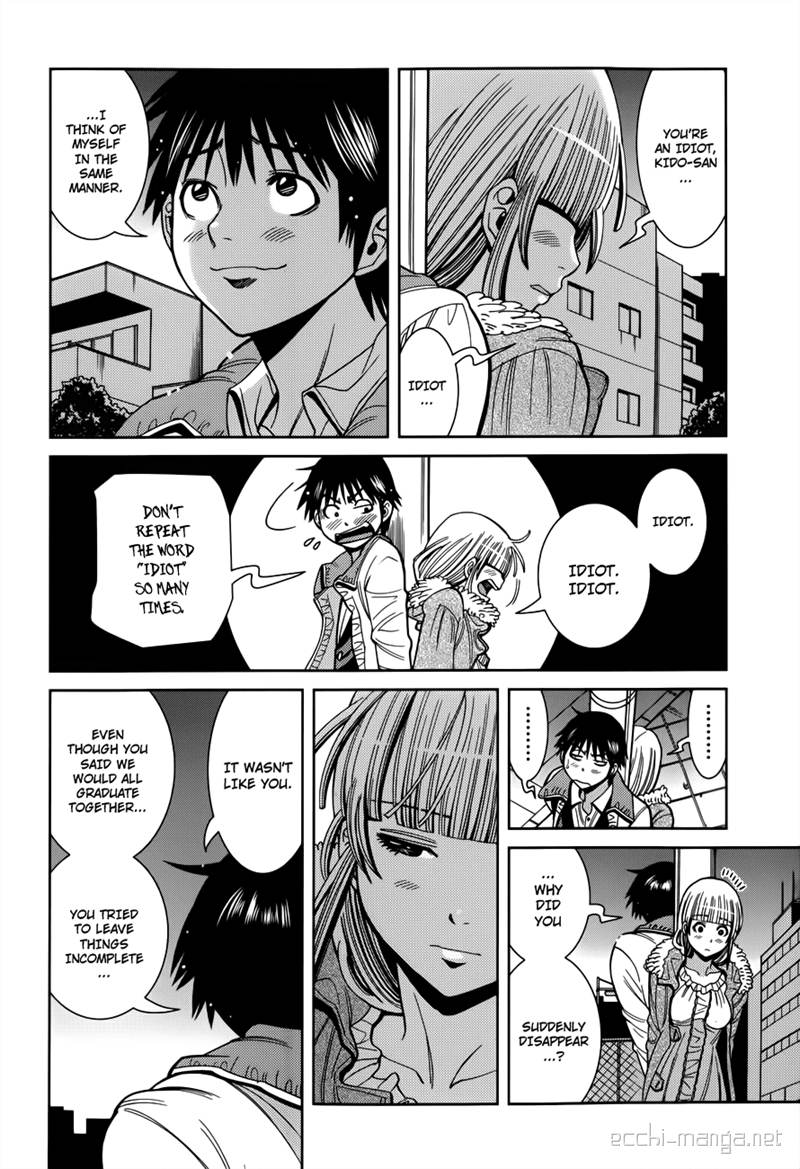 YOU'RE
AN IDIOT,
KIDO-SAN
...
IDIOT
...
...I
THINK OF
MYSELF
IN THE
SAME
MANNER.
IDIOT.
IDIOT.
IDIOT.
DON'T
REPEAT
THE WORD
"IDIOT"
SO MANY
TIMES.
........
........
...
WHY
DID
YOU
SUDDENLY
DISAPPEAR
...?
IT WASN'T
LIKE YOU.
EVEN
THOUGH YOU
SAID WE
WOULD ALL
GRADUATE
TOGETHER...
YOU TRIED
TO LEAVE
THINGS
INCOMPLETE
...
ecchi-manga.net